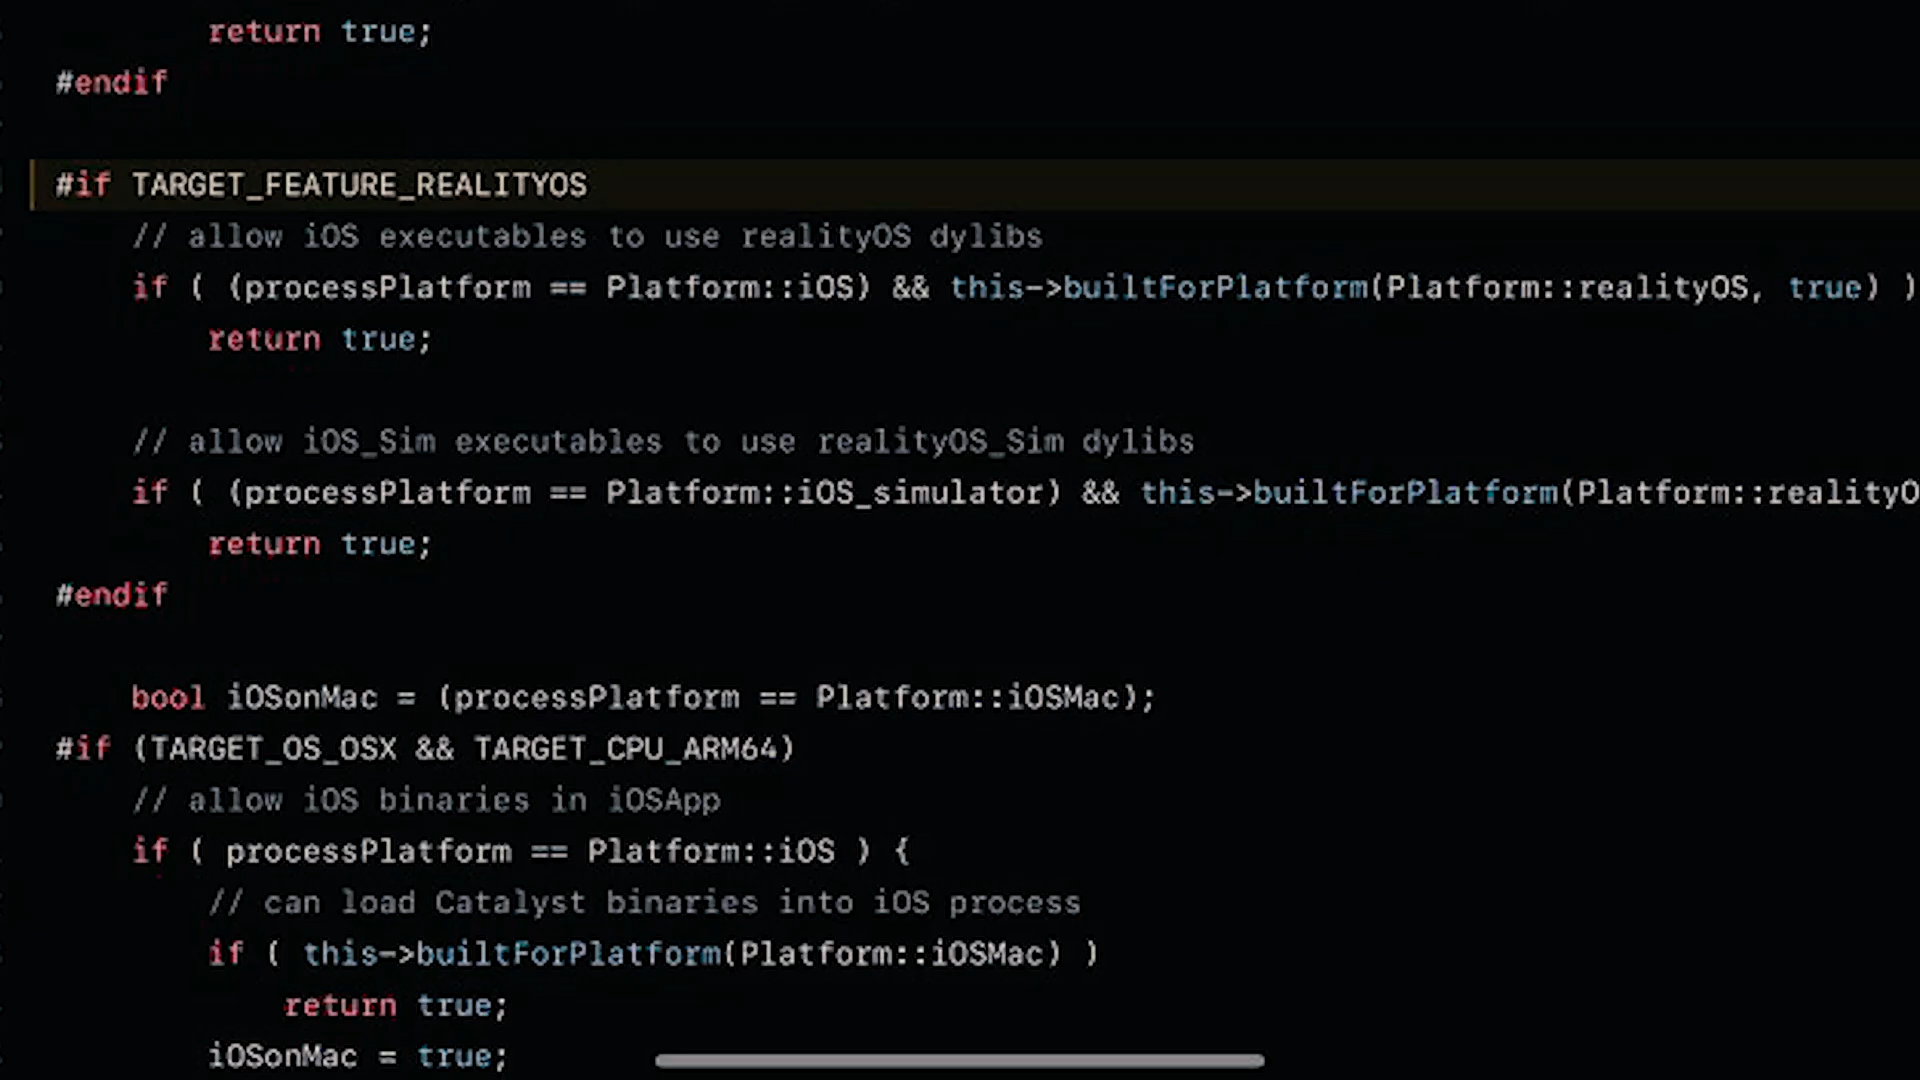 return true;
#endif
#if TARGET_FEATURE_REALITYOS
// allow iOS executables to use realityOS dylibs
if ( (processPlatform == Platform::iOS) && this->builtForPlatform(Platform::realityOS, true) )
return true;
// allow iOS_Sim executables to use realityOS_Sim dylibs
if ( (processPlatform == Platform::iOS_simulator) && this->builtForPlatform(Platform::realityO
return true;
#endif
bool iOSonMac = (processPlatform == Platform::iOSMac);
#if (TARGET_OS_OSX && TARGET_CPU_ARM64)
// allow iOS binaries in iOSApp
if ( processPlatform == Platform::iOS ) {
// can load Catalyst binaries into iOS process
if ( this->builtForPlatform(Platform::iOSMac) )
return true;
iOSonMac = true;